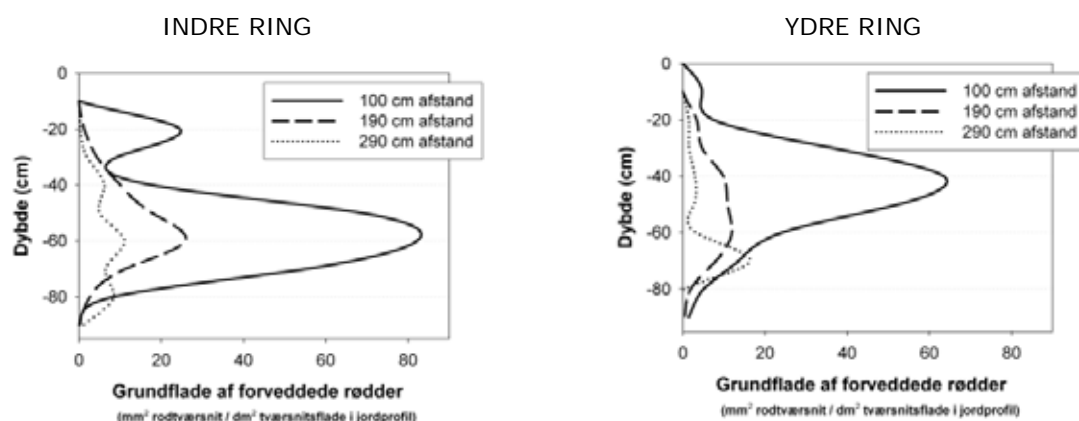 INDRE RING
0
-20
-40
-60
-80
Dybde (cm)
100 cm afstand
190 cm afstand
290 cm afstand
0 20 40 60 80
Grundflade af forveddede rødder
(mm² rodtværsnit / dm² tværsnitsflade i jordprofil)
YDRE RING
0
-20
-40
-60
-80
Dybde (cm)
100 cm afstand
190 cm afstand
290 cm afstand
0 20 40 60 80
Grundflade af forveddede rødder
(mm² rodtværsnit / dm² tværsnitsflade i jordprofil)